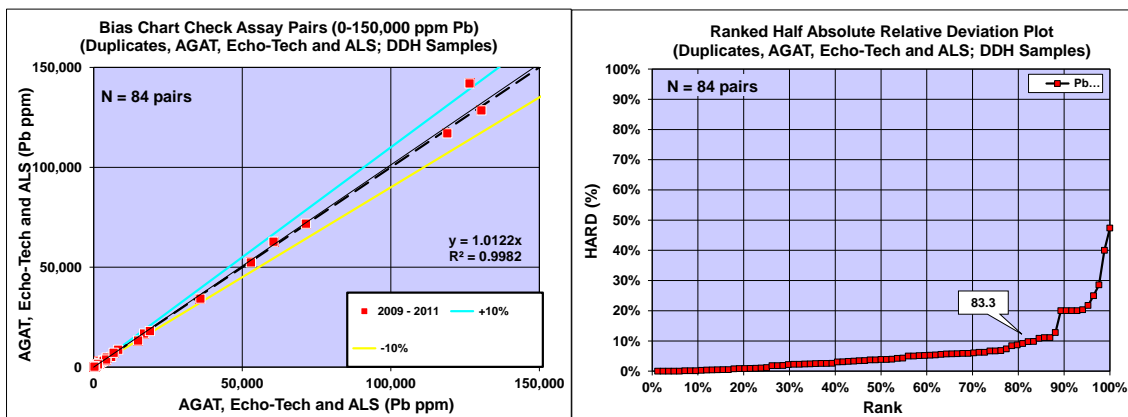 Bias Chart Check Assay Pairs (0-150,000 ppm Pb)
(Duplicates, AGAT, Echo-Tech and ALS; DDH Samples)
AGAT, Echo-Tech and ALS (Pb ppm)
150,000
100,000
50,000
0
N = 84 pairs
y = 1.0122x
R² = 0.9982
2009 - 2011
+10%
-10%
0
50,000
100,000
150,000
AGAT, Echo-Tech and ALS (Pb ppm)
Ranked Half Absolute Relative Deviation Plot
(Duplicates, AGAT, Echo-Tech and ALS; DDH Samples)
HARD (%)
100%
90%
80%
70%
60%
50%
40%
30%
20%
10%
0%
N = 84 pairs
Pb...
83.3
0%
10%
20%
30%
40%
50%
60%
70%
80%
90%
100%
Rank